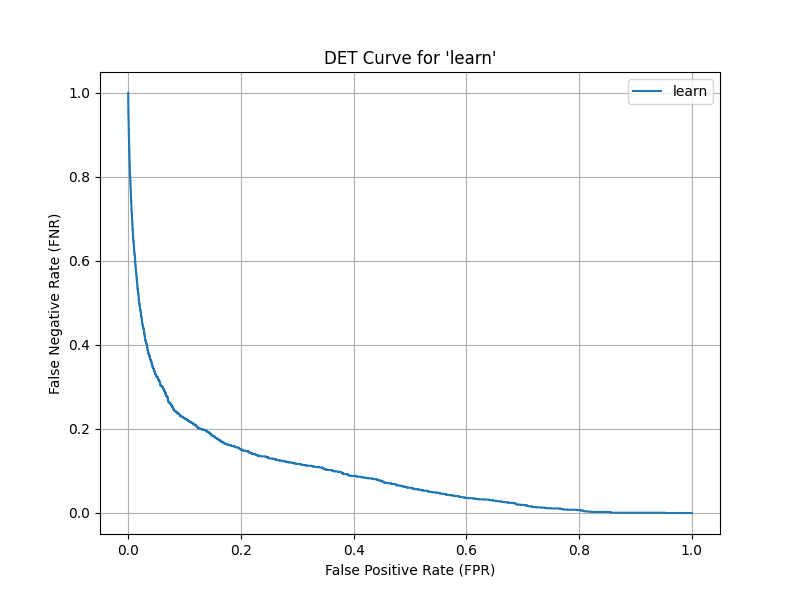 DET Curve for 'learn'
learn
1.0
0.8
0.6
0.4
0.2
0.0
False Negative Rate (FNR)
0.0 0.2 0.4 0.6 0.8 1.0
False Positive Rate (FPR)